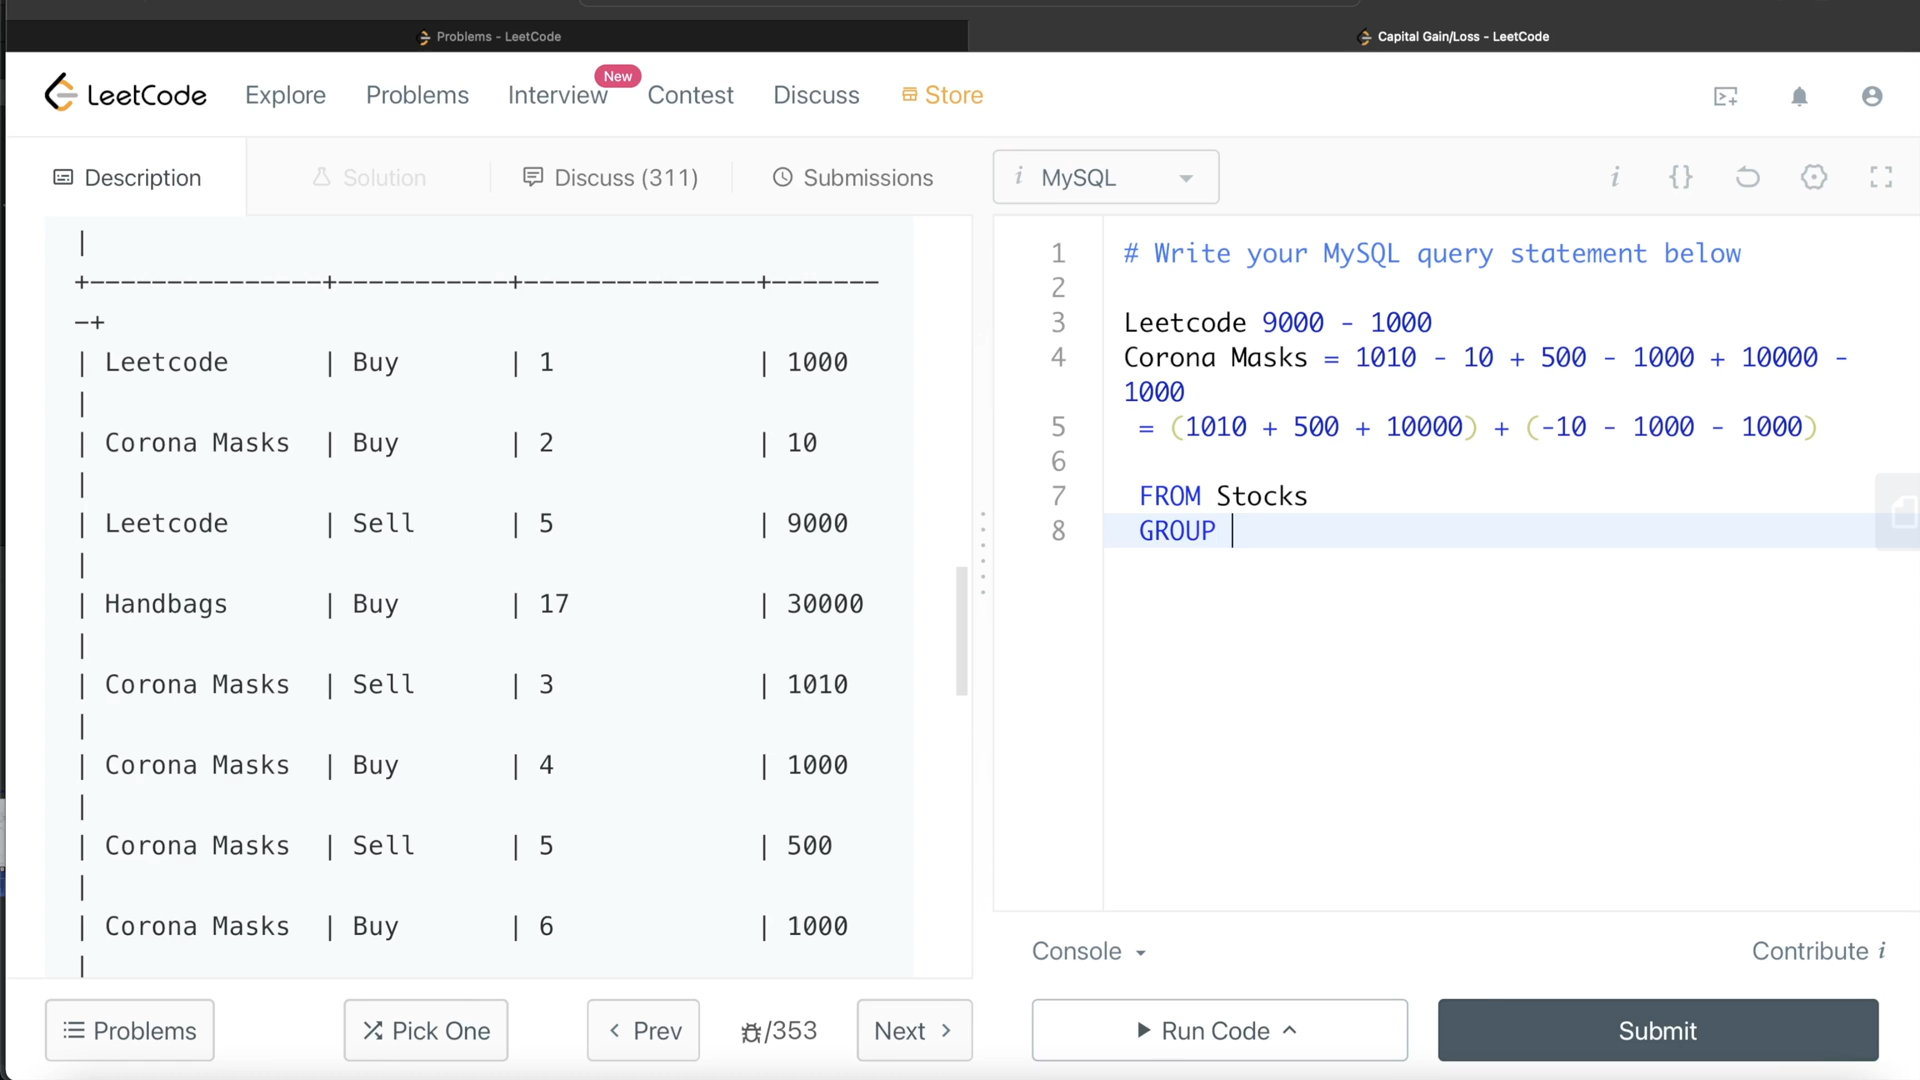 Problems - LeetCode
Capital Gain/Loss - LeetCode
LeetCode Explore Problems Interview New Contest Discuss Store
Description Solution Discuss (311) Submissions
i MySQL
i {}
|
+---------------+-----------+---------------+-------
-+
| Leetcode | Buy | 1 | 1000
|
| Corona Masks | Buy | 2 | 10
|
| Leetcode | Sell | 5 | 9000
|
| Handbags | Buy | 17 | 30000
|
| Corona Masks | Sell | 3 | 1010
|
| Corona Masks | Buy | 4 | 1000
|
| Corona Masks | Sell | 5 | 500
|
| Corona Masks | Buy | 6 | 1000
|
1 # Write your MySQL query statement below
2
3 Leetcode 9000 - 1000
4 Corona Masks = 1010 - 10 + 500 - 1000 + 10000 -
1000
5 = (1010 + 500 + 10000) + (-10 - 1000 - 1000)
6
7 FROM Stocks
8 GROUP
Console
Contribute i
Problems Pick One < Prev /353 Next > Run Code Submit